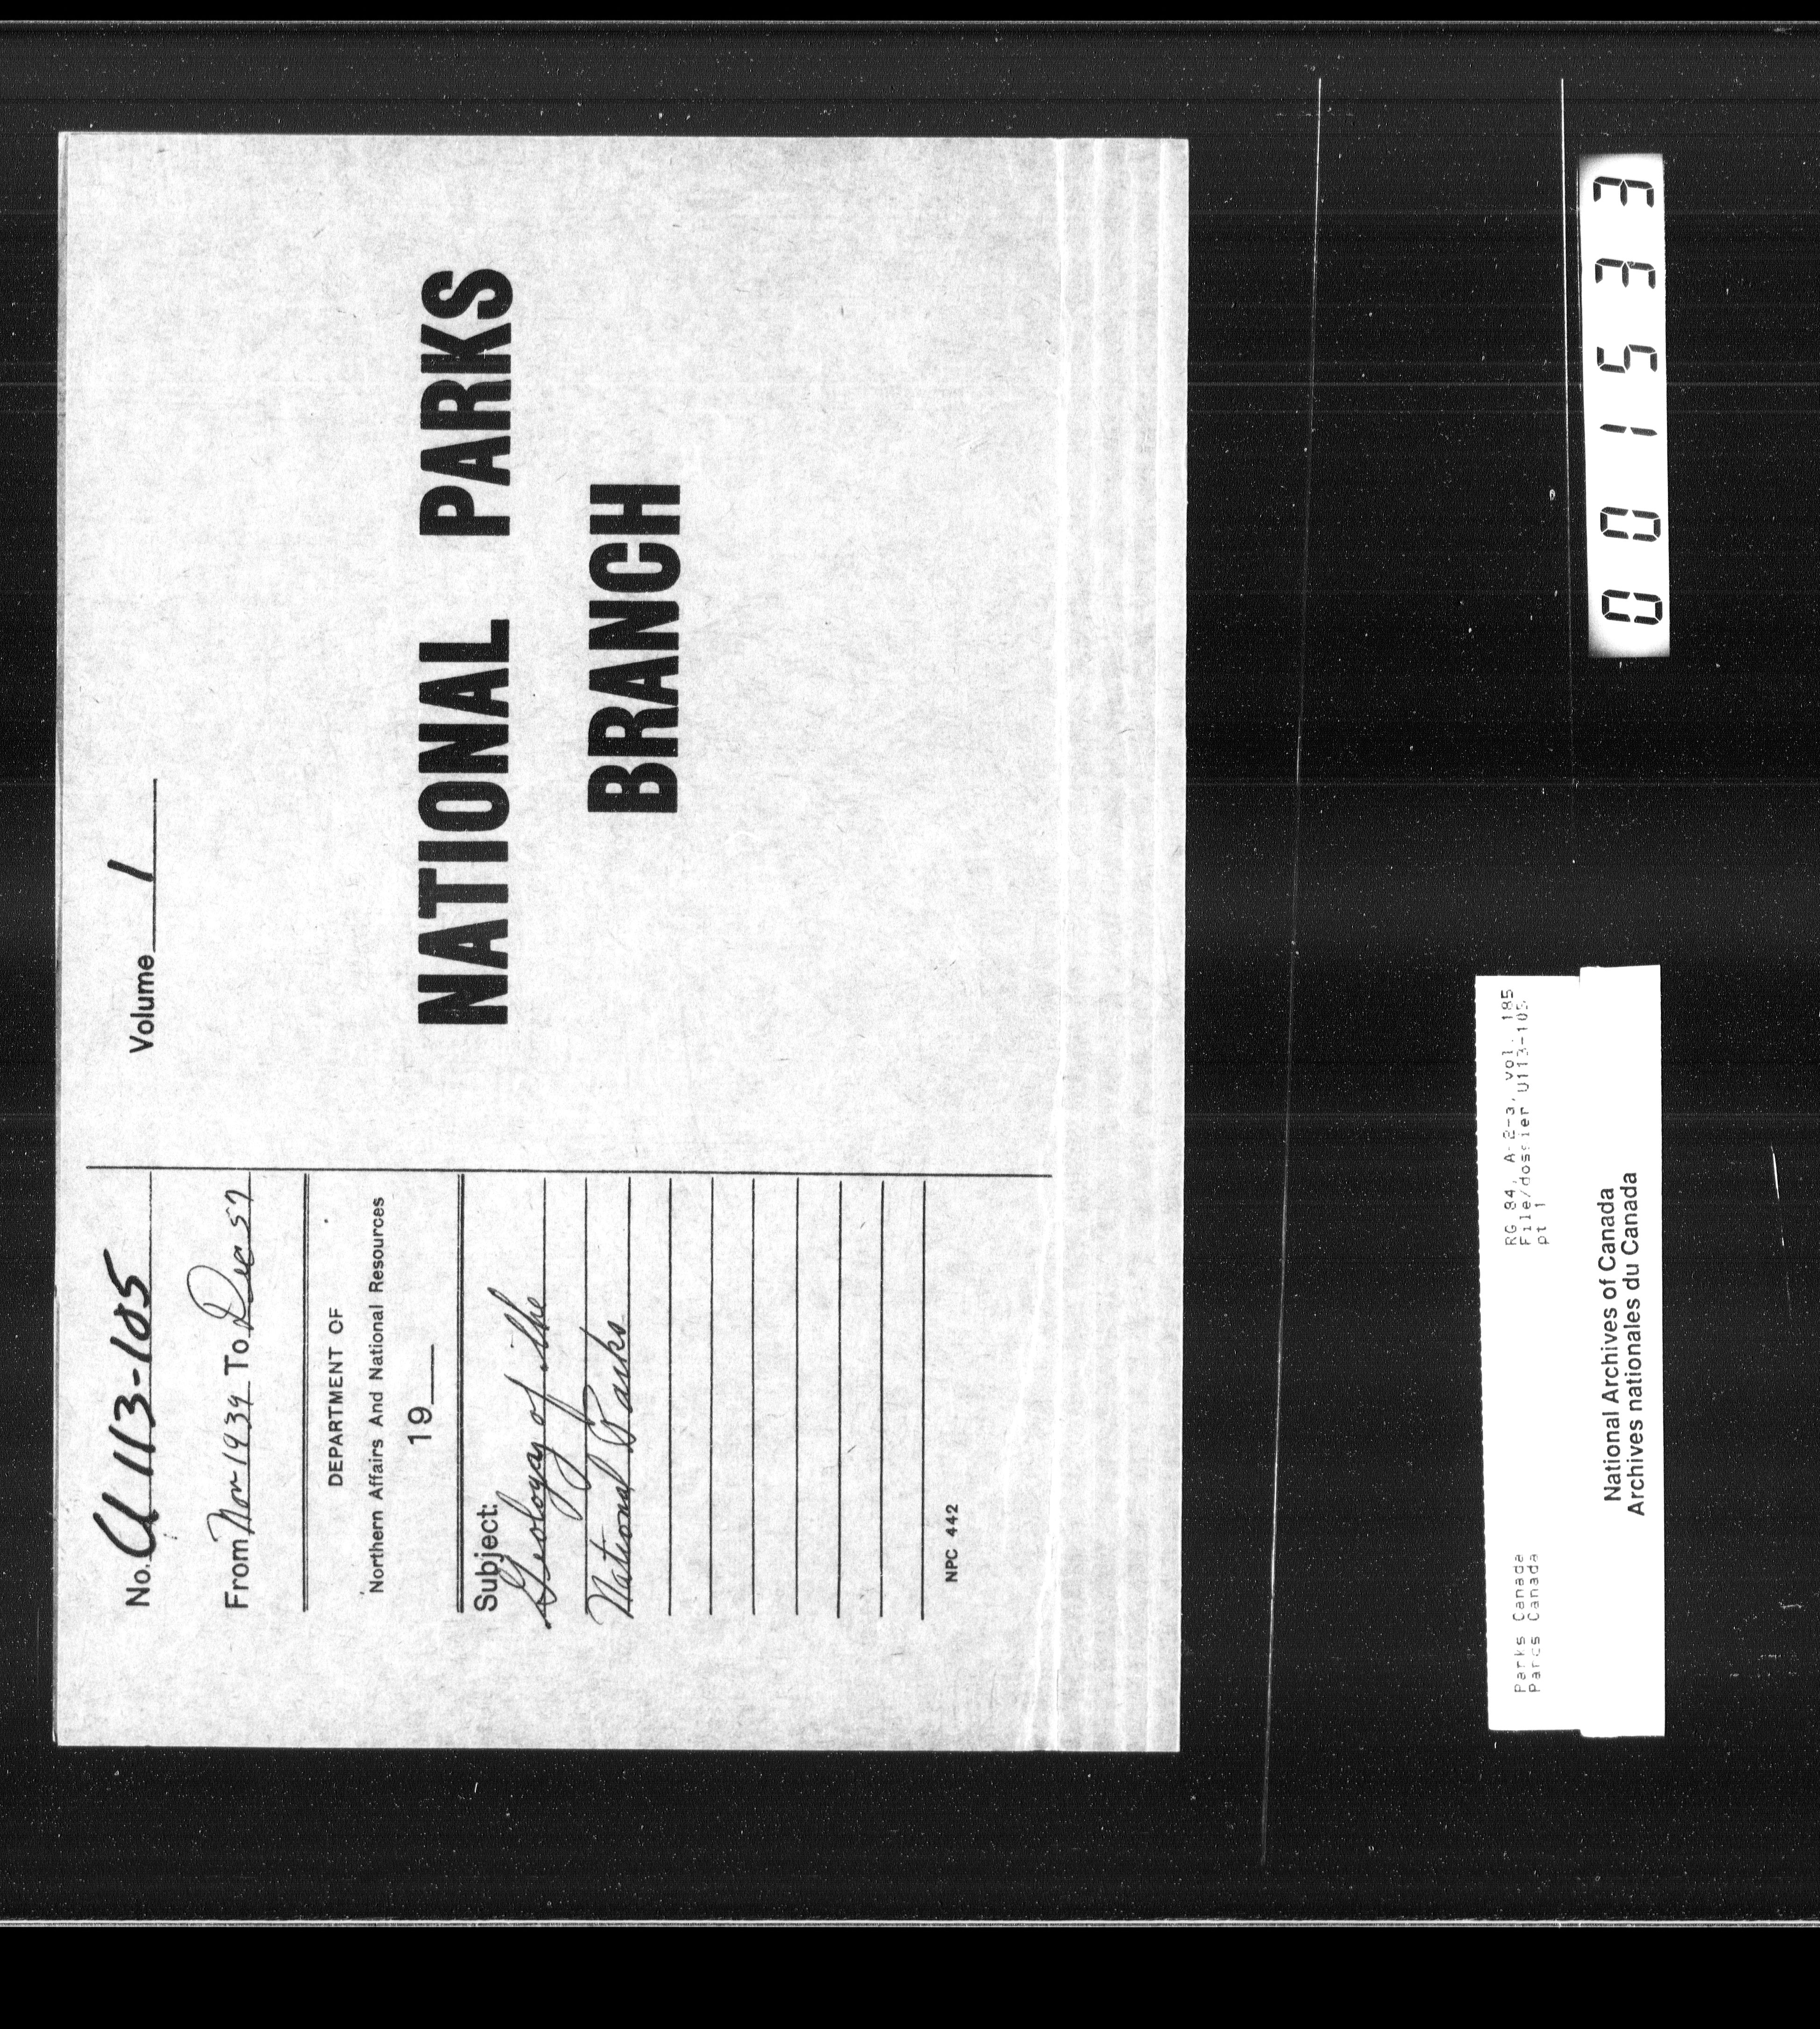 No. U 113-105
Volume 1
From Nov 1939 To Dec 57
DEPARTMENT OF
Northern Affairs And National Resources
19
Subject:
Geology of the
National Parks
NPC 442
NATIONAL PARKS
BRANCH
Parks Canada
Parcs Canada
RG 84, A-2-a, vol. 185
File/dossier U113-105
pt 1
National Archives of Canada
Archives nationales du Canada
001533